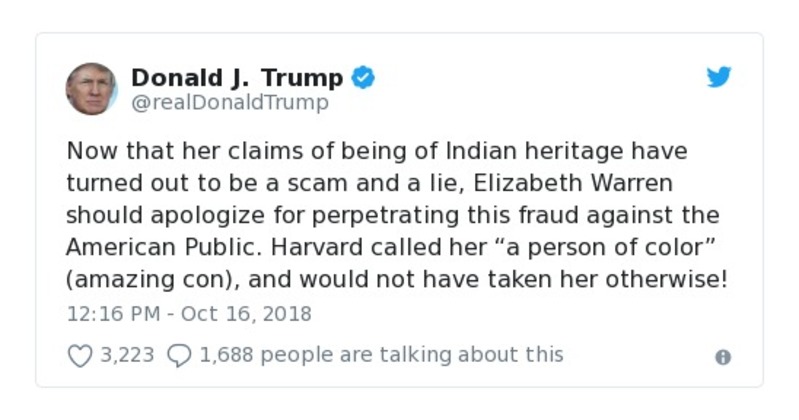 Donald J. Trump
@realDonaldTrump
Now that her claims of being of Indian heritage have
turned out to be a scam and a lie, Elizabeth Warren
should apologize for perpetrating this fraud against the
American Public. Harvard called her “a person of color”
(amazing con), and would not have taken her otherwise!
12:16 PM - Oct 16, 2018
3,223 1,688 people are talking about this